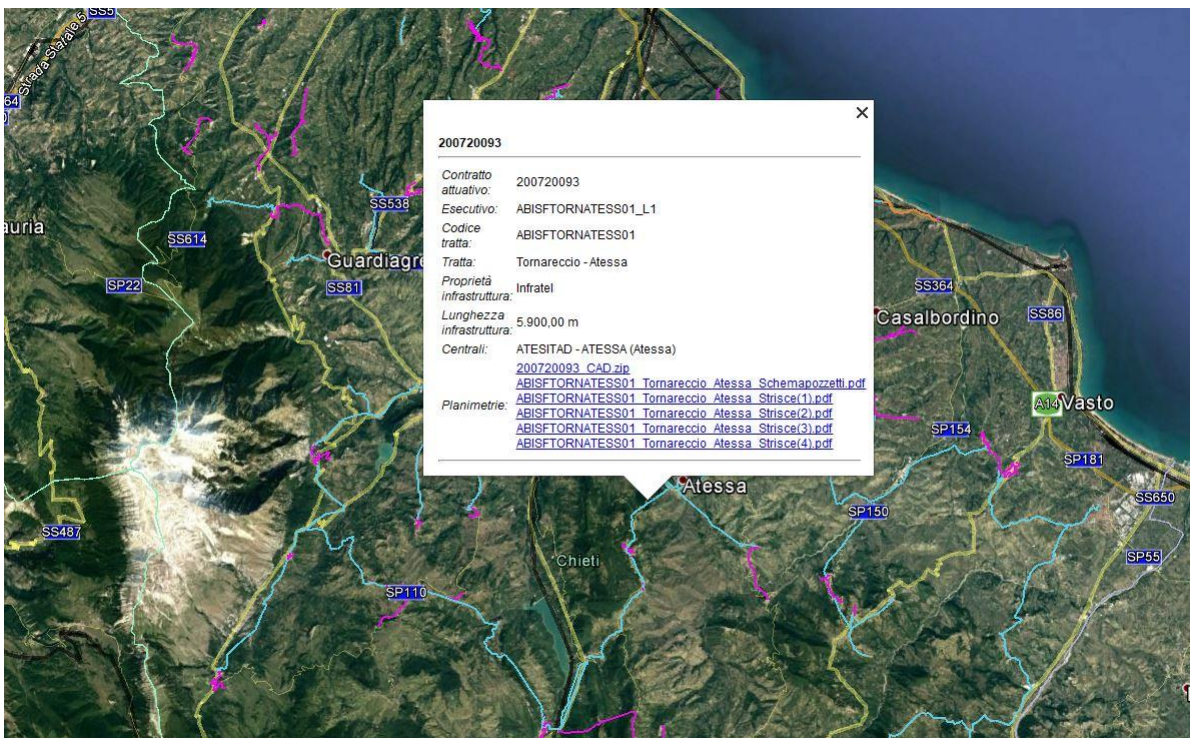 SS5
Strada Statale 5
64
200720093
Contratto attuativo: 200720093
Esecutivo: ABISFTORNATESS01_L1
Codice tratta: ABISFTORNATESS01
Tratta: Tornareccio - Atessa
Proprietà infrastruttura: Infratel
Lunghezza infrastruttura: 5.900,00 m
Centrali: ATESITAD - ATESSA (Atessa)
Planimetrie:
200720093_CAD.zip
ABISFTORNATESS01_Tornareccio_Atessa_Schemapozzetti.pdf
ABISFTORNATESS01_Tornareccio_Atessa_Strisce(1).pdf
ABISFTORNATESS01_Tornareccio_Atessa_Strisce(2).pdf
ABISFTORNATESS01_Tornareccio_Atessa_Strisce(3).pdf
ABISFTORNATESS01_Tornareccio_Atessa_Strisce(4).pdf
SS538
auria
SS614
Guardiagre
SP22
SS81
SS364
Casalbordino
SS86
A14
Vasto
SP154
SP181
Atessa
SS650
SP150
SS487
Chieti
SP55
SP110